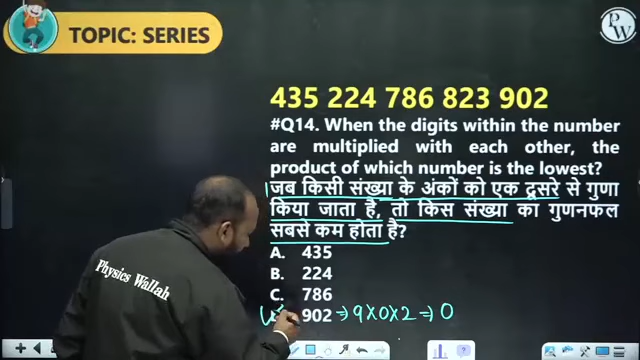 TOPIC: SERIES
PW
435 224 786 823 902
#Q14. When the digits within the number
are multiplied with each other, the
product of which number is the lowest?
जब किसी संख्या के अंकों को एक दूसरे से गुणा
किया जाता है, तो किस संख्या का गुणनफल
सबसे कम होता है?
A. 435
B. 224
C. 786
902 ⇒ 9×0×2 ⇒ 0
Physics Wallah